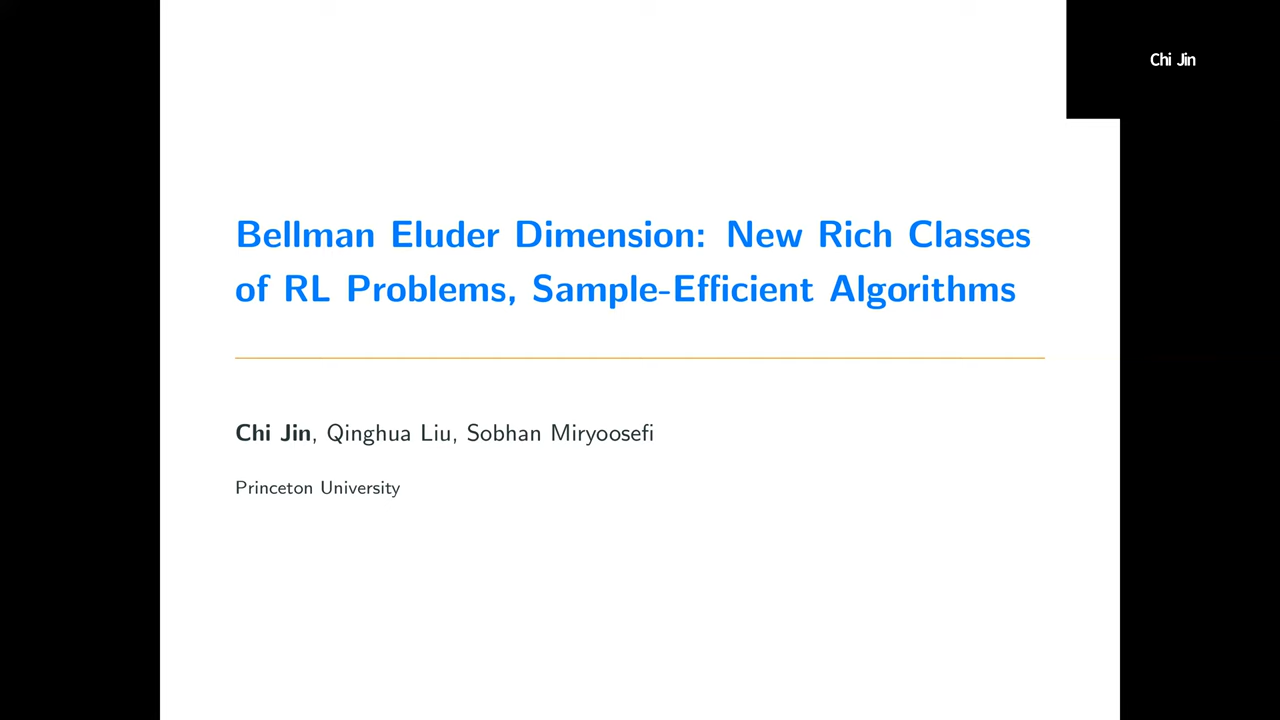 Chi Jin
Bellman Eluder Dimension: New Rich Classes
of RL Problems, Sample-Efficient Algorithms
Chi Jin, Qinghua Liu, Sobhan Miryoosefi
Princeton University